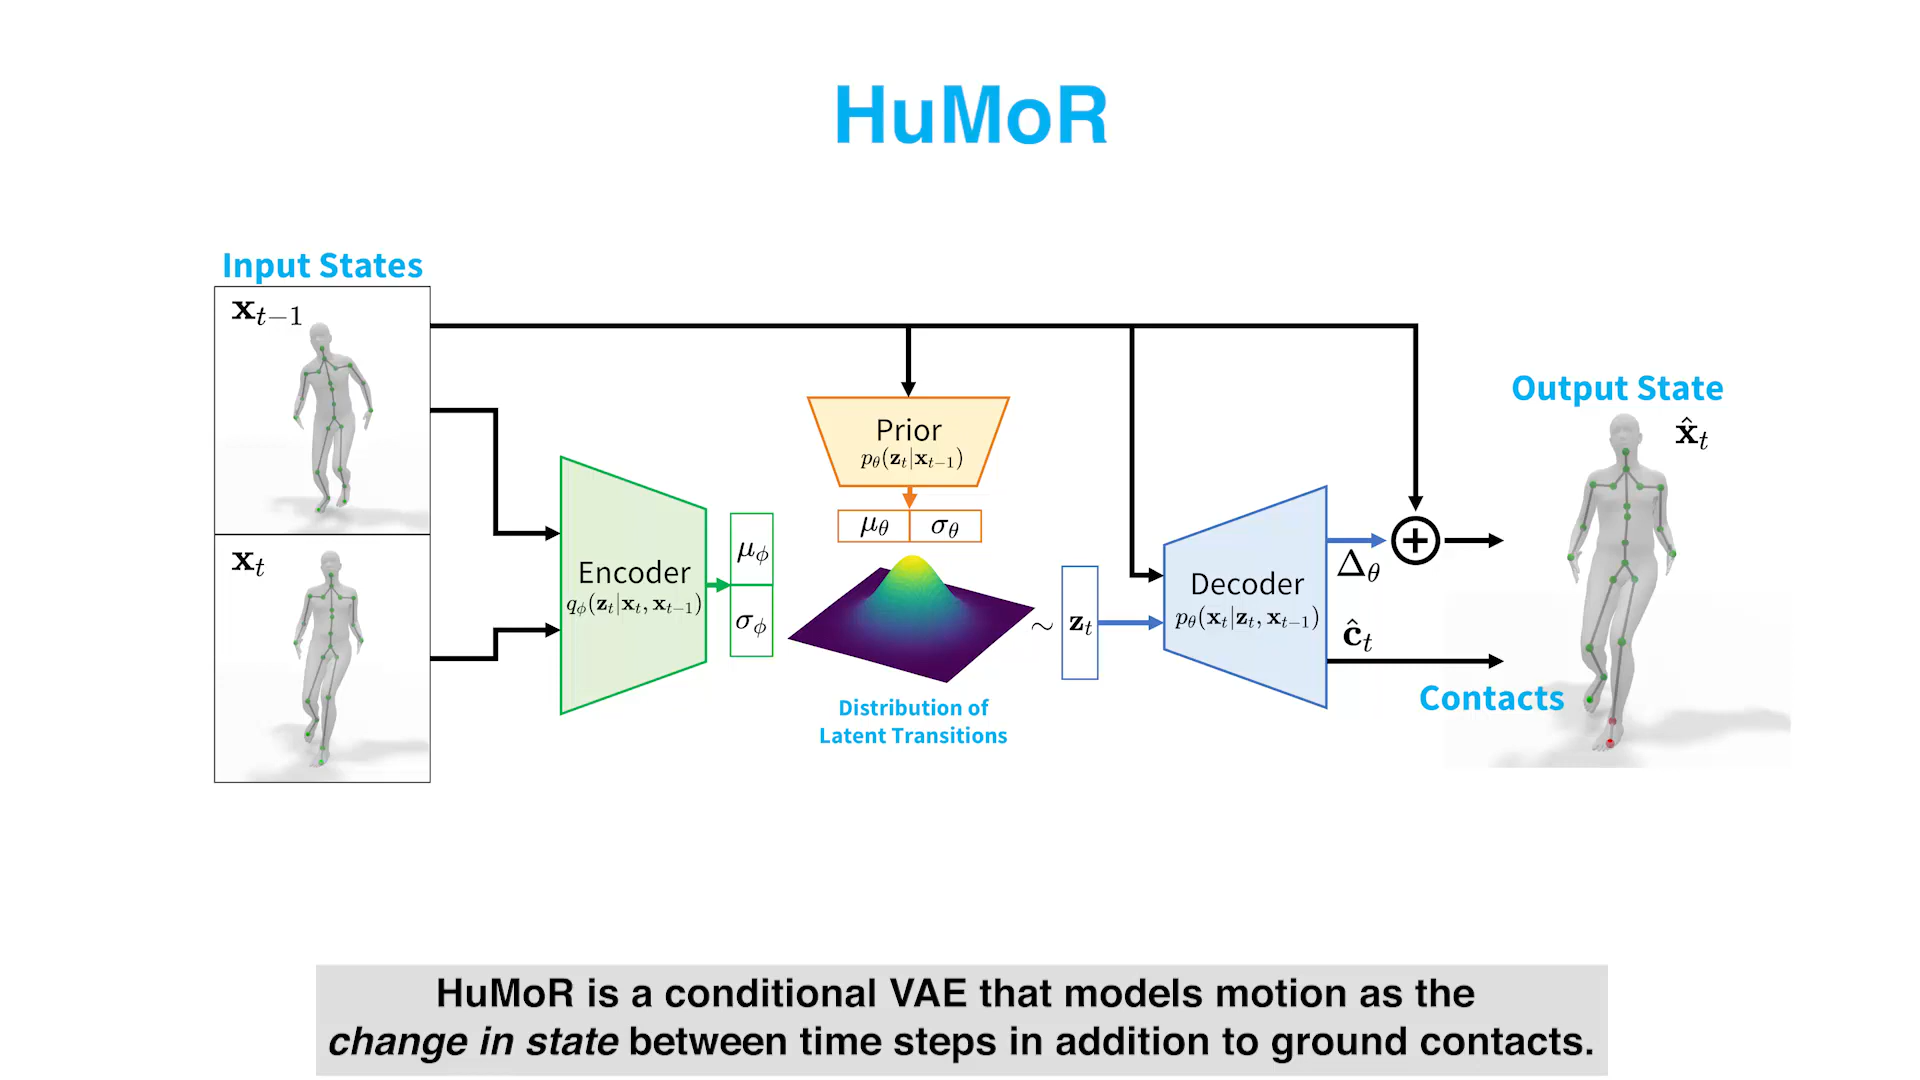 HuMoR
Input States
x_{t−1}
x_t
Encoder
q_ϕ(z_t|x_t, x_{t−1})
μ_ϕ
σ_ϕ
Prior
p_θ(z_t|x_{t−1})
μ_θ σ_θ
Distribution of
Latent Transitions
∼ z_t
Decoder
p_θ(x_t|z_t, x_{t−1})
Δ_θ
+
ĉ_t
Contacts
Output State
x̂_t
HuMoR is a conditional VAE that models motion as the
change in state between time steps in addition to ground contacts.